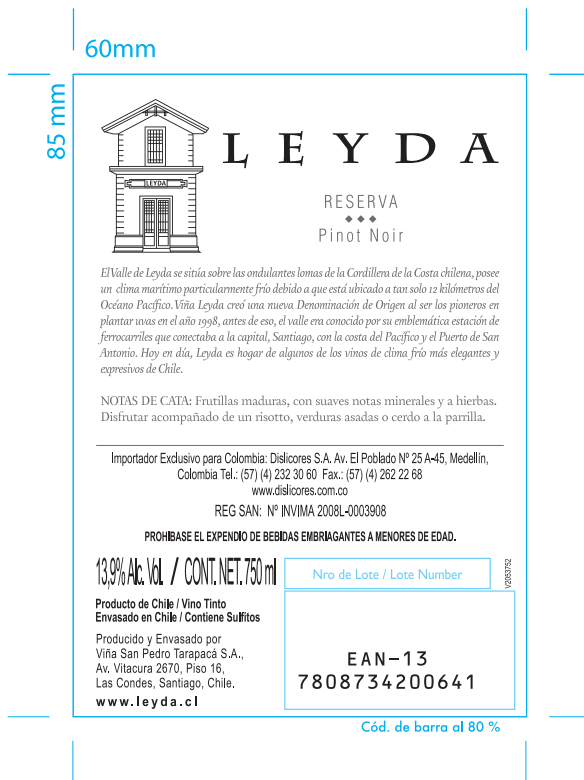 60mm
85 mm
LEYDA
LEYDA
RESERVA
Pinot Noir
El Valle de Leyda se sitúa sobre las ondulantes lomas de la Cordillera de la Costa chilena, posee
un clima marítimo particularmente frío debido a que está ubicado a tan solo 12 kilómetros del
Océano Pacífico. Viña Leyda creó una nueva Denominación de Origen al ser los pioneros en
plantar uvas en el año 1998, antes de eso, el valle era conocido por su emblemática estación de
ferrocarriles que conectaba a la capital, Santiago, con la costa del Pacífico y el Puerto de San
Antonio. Hoy en día, Leyda es hogar de algunos de los vinos de clima frío más elegantes y
expresivos de Chile.
NOTAS DE CATA: Frutillas maduras, con suaves notas minerales y a hierbas.
Disfrutar acompañado de un risotto, verduras asadas o cerdo a la parrilla.
Importador Exclusivo para Colombia: Dislicores S.A. Av. El Poblado Nº 25 A-45, Medellín,
Colombia Tel.: (57) (4) 232 30 60 Fax.: (57) (4) 262 22 68
www.dislicores.com.co
REG SAN: Nº INVIMA 2008L-0003908
PROHÍBASE EL EXPENDIO DE BEBIDAS EMBRIAGANTES A MENORES DE EDAD.
13,9% Alc. Vol. / CONT. NET. 750 ml
Nro de Lote / Lote Number
V2053752
Producto de Chile / Vino Tinto
Envasado en Chile / Contiene Sulfitos
Producido y Envasado por
Viña San Pedro Tarapacá S.A.,
Av. Vitacura 2670, Piso 16,
Las Condes, Santiago, Chile.
www.leyda.cl
EAN-13
7808734200641
Cód. de barra al 80 %